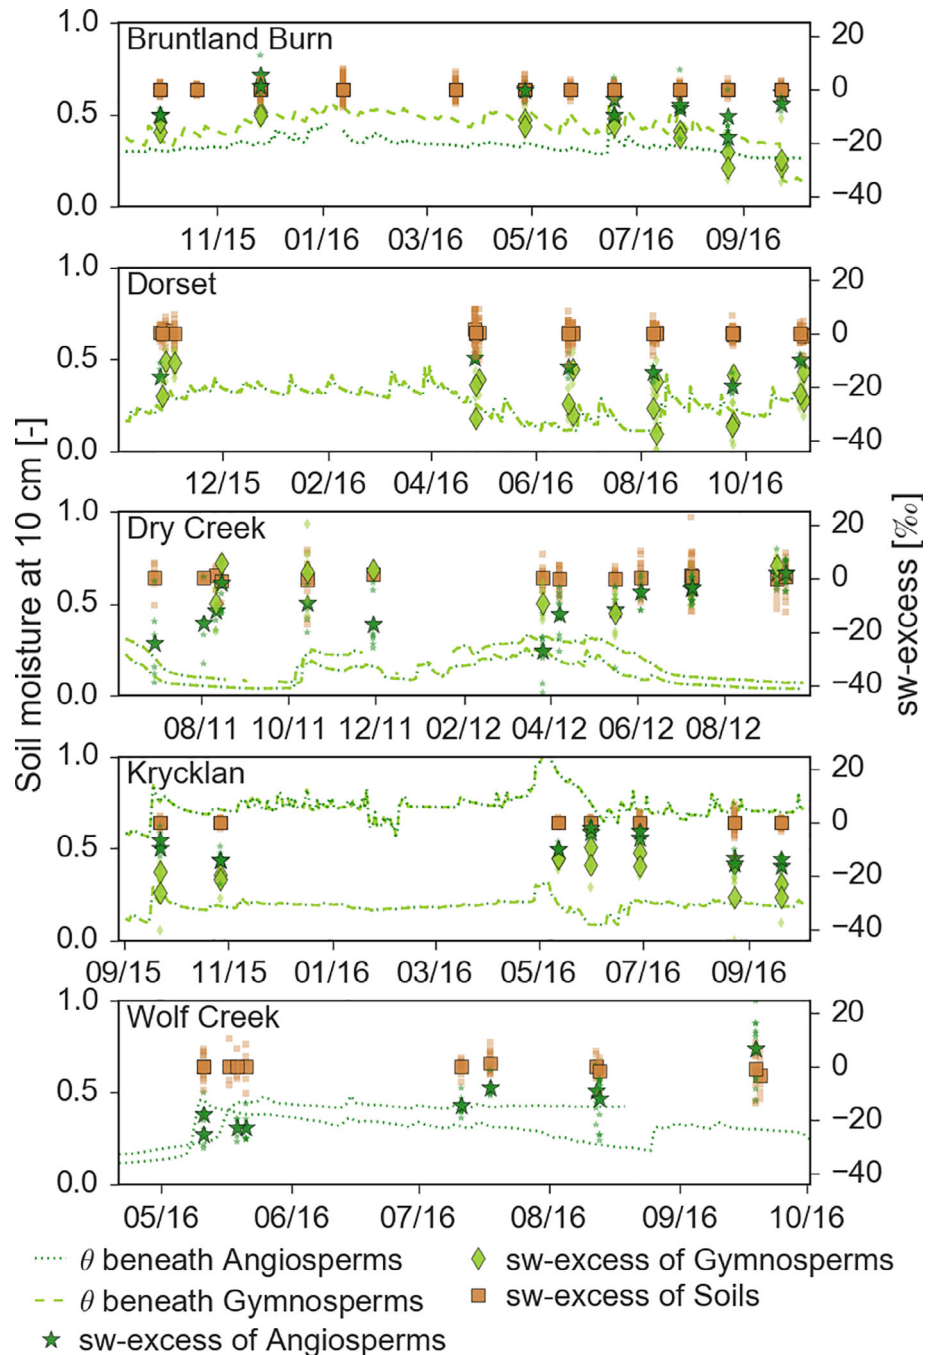 Soil moisture at 10 cm [-]
sw-excess [‰]
Bruntland Burn
1.0
0.5
0.0
20
0
−20
−40
11/15 01/16 03/16 05/16 07/16 09/16
Dorset
1.0
0.5
0.0
20
0
−20
−40
12/15 02/16 04/16 06/16 08/16 10/16
Dry Creek
1.0
0.5
0.0
20
0
−20
−40
08/11 10/11 12/11 02/12 04/12 06/12 08/12
Krycklan
1.0
0.5
0.0
20
0
−20
−40
09/15 11/15 01/16 03/16 05/16 07/16 09/16
Wolf Creek
1.0
0.5
0.0
20
0
−20
−40
05/16 06/16 07/16 08/16 09/16 10/16
θ beneath Angiosperms
θ beneath Gymnosperms
sw-excess of Angiosperms
sw-excess of Gymnosperms
sw-excess of Soils